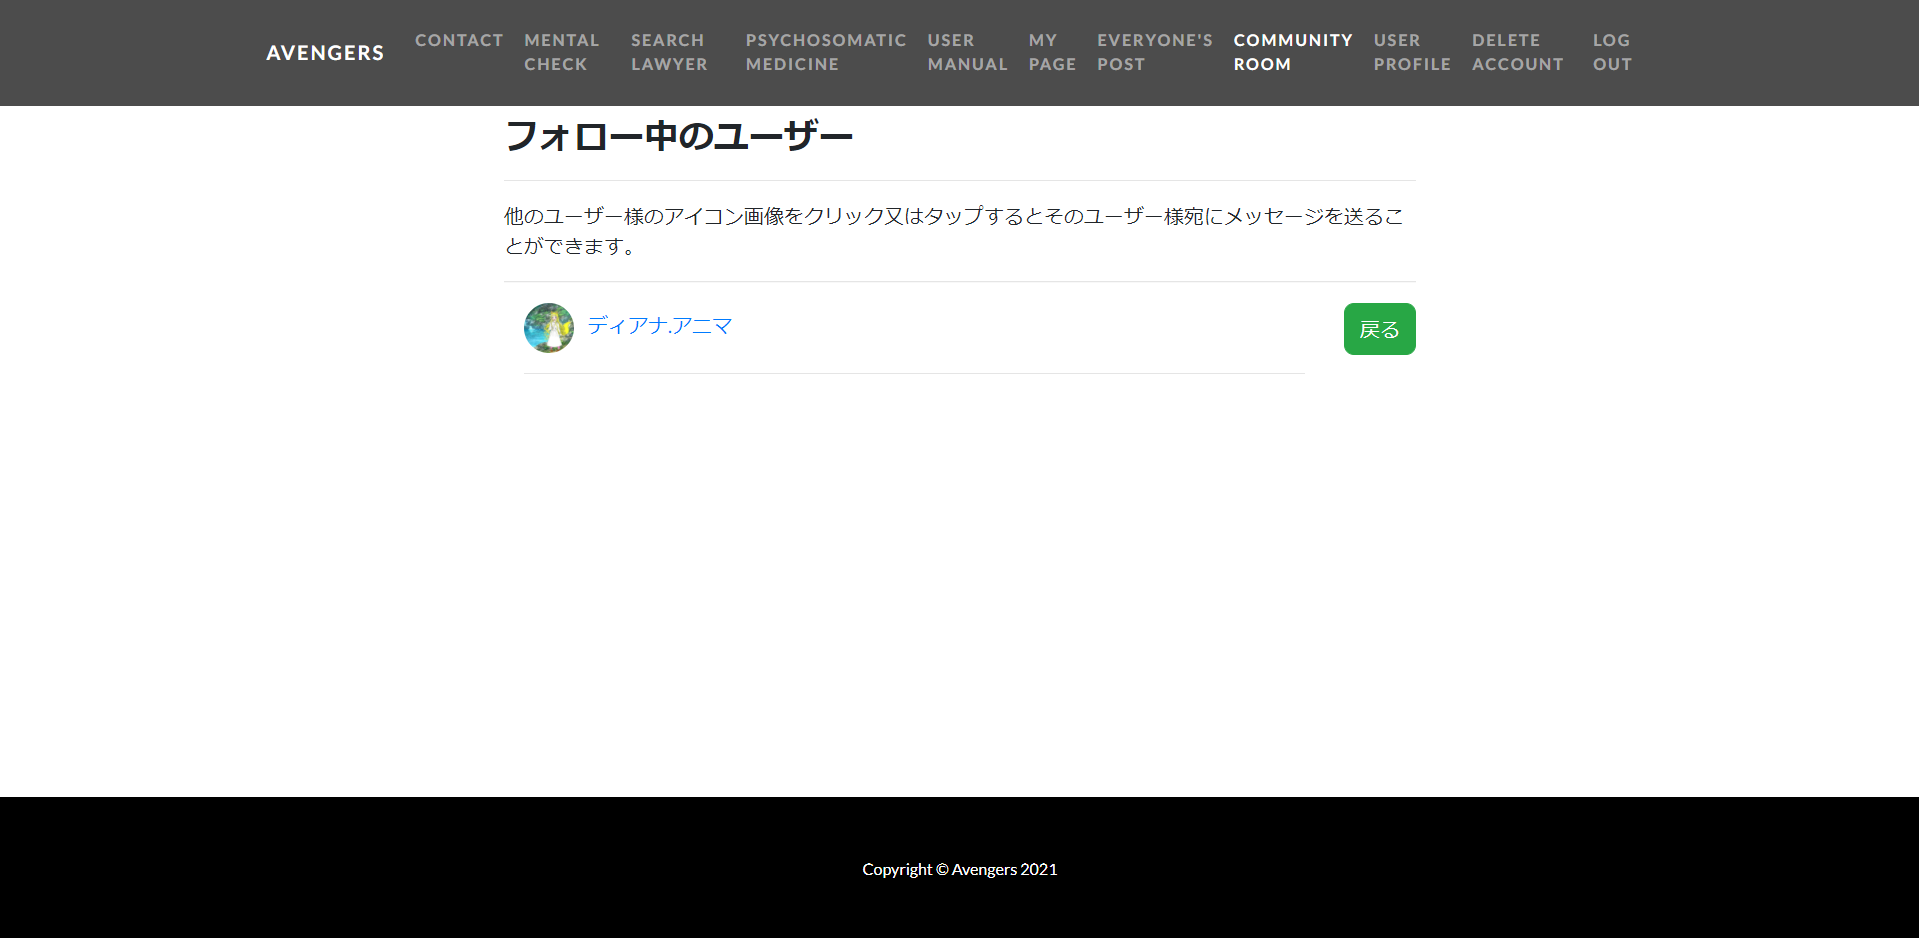 AVENGERS
CONTACT
MENTAL CHECK
SEARCH LAWYER
PSYCHOSOMATIC MEDICINE
USER MANUAL
MY PAGE
EVERYONE'S POST
COMMUNITY ROOM
USER PROFILE
DELETE ACCOUNT
LOG OUT
フォロー中のユーザー
他のユーザー様のアイコン画像をクリック又はタップするとそのユーザー様宛にメッセージを送るこ
とができます。
ディアナ.アニマ
戻る
Copyright © Avengers 2021